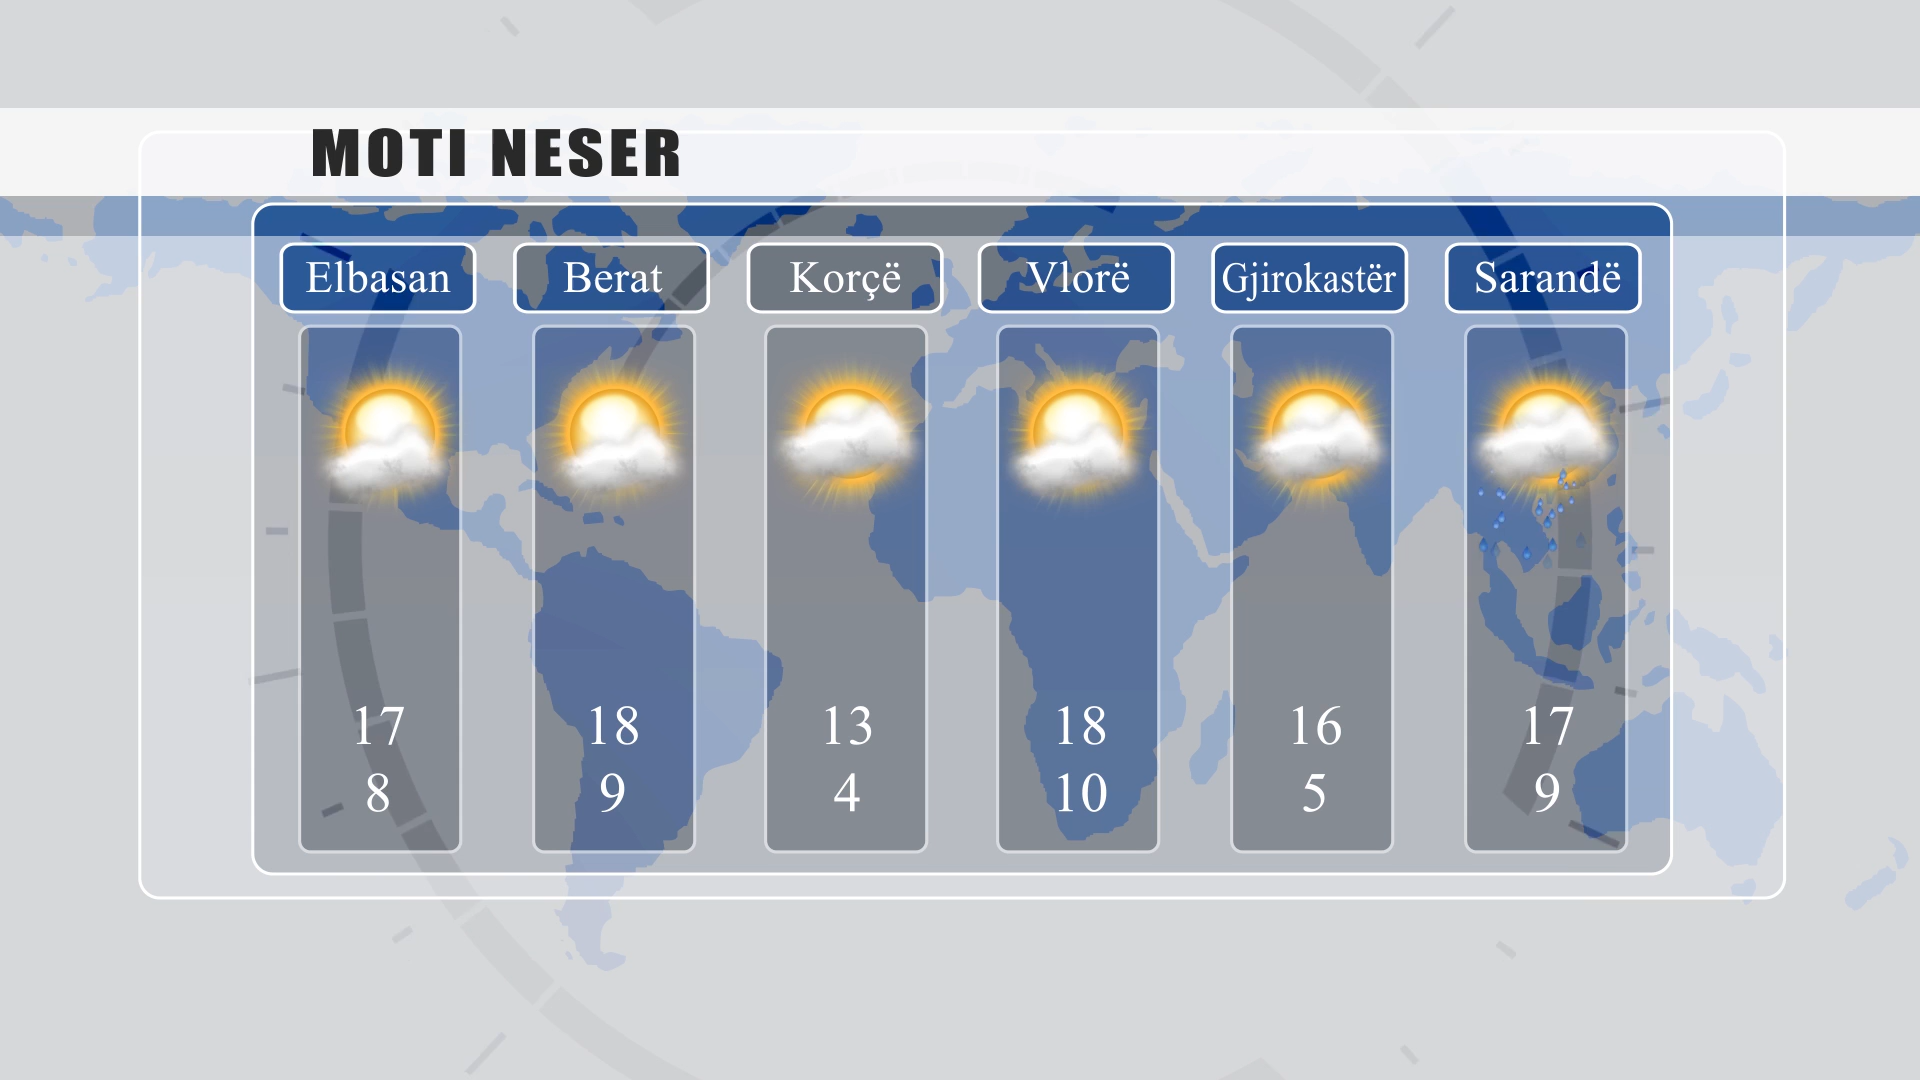 MOTI NESER
Elbasan
Berat
Korçë
Vlorë
Gjirokastër
Sarandë
17
18
13
18
16
17
8
9
4
10
5
9